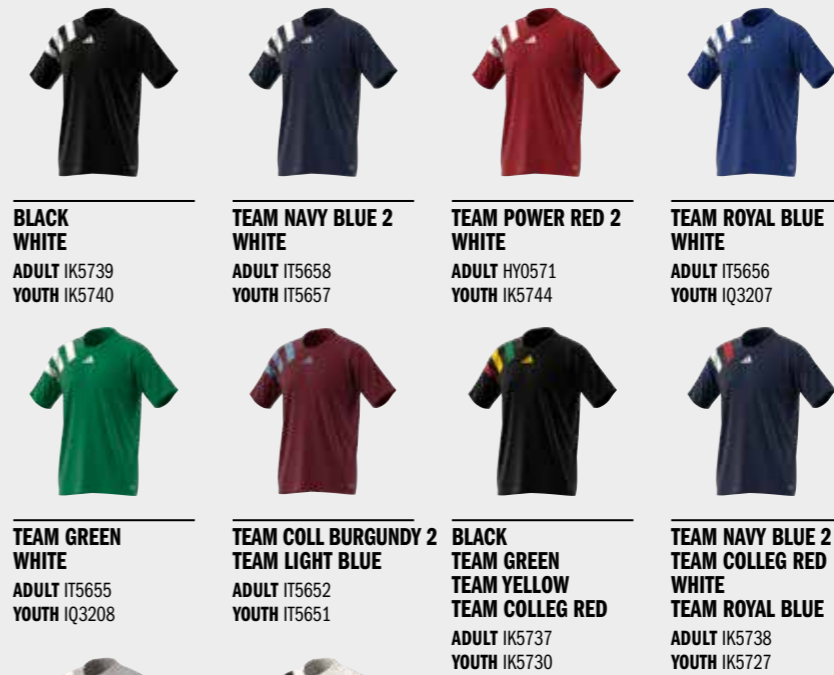 BLACK
WHITE
ADULT IK5739
YOUTH IK5740
TEAM NAVY BLUE 2
WHITE
ADULT IT5658
YOUTH IT5657
TEAM POWER RED 2
WHITE
ADULT HY0571
YOUTH IK5744
TEAM ROYAL BLUE
WHITE
ADULT IT5656
YOUTH IQ3207
TEAM GREEN
WHITE
ADULT IT5655
YOUTH IQ3208
TEAM COLL BURGUNDY 2
TEAM LIGHT BLUE
ADULT IT5652
YOUTH IT5651
BLACK
TEAM GREEN
TEAM YELLOW
TEAM COLLEG RED
ADULT IK5737
YOUTH IK5730
TEAM NAVY BLUE 2
TEAM COLLEG RED
WHITE
TEAM ROYAL BLUE
ADULT IK5738
YOUTH IK5727